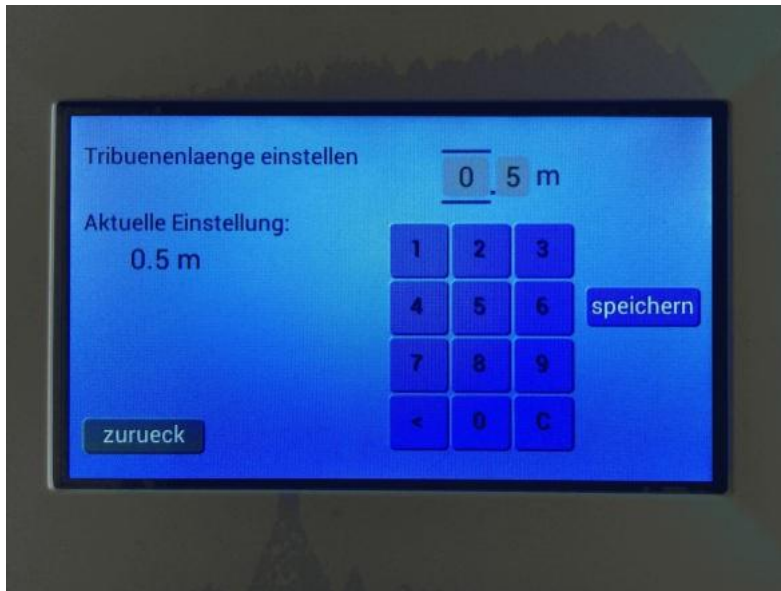 Tribuenenlaenge einstellen
0.5 m
Aktuelle Einstellung:
0.5 m
1 2 3
4 5 6
speichern
7 8 9
< 0 C
zurueck